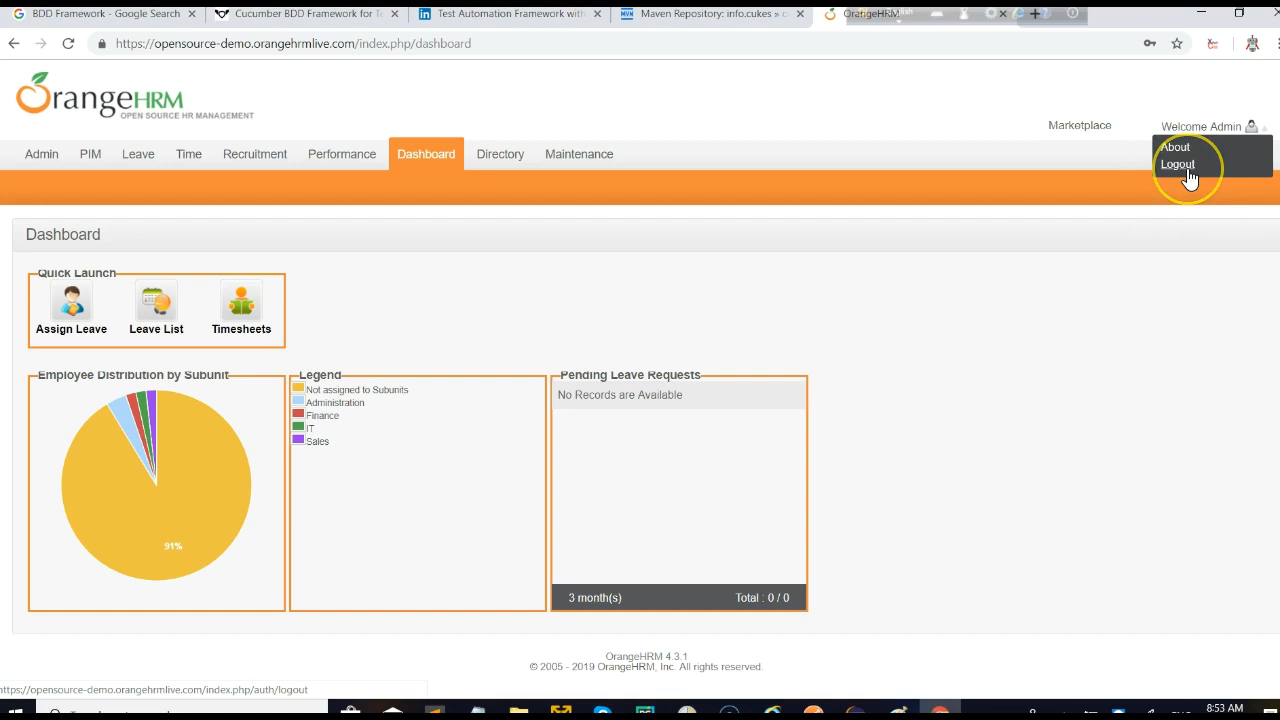 BDD Framework - Google Search
Cucumber BDD Framework for Te
Test Automation Framework with
MVN
Maven Repository: info.cukes » c
OrangeHRM
https://opensource-demo.orangehrmlive.com/index.php/dashboard
OrangeHRM
OPEN SOURCE HR MANAGEMENT
Marketplace
Welcome Admin
About
Logout
Admin PIM Leave Time Recruitment Performance Dashboard Directory Maintenance
Dashboard
Quick Launch
Assign Leave
Leave List
Timesheets
Employee Distribution by Subunit
91%
Legend
Not assigned to Subunits
Administration
Finance
IT
Sales
Pending Leave Requests
No Records are Available
3 month(s) Total : 0 / 0
OrangeHRM 4.3.1
© 2005 - 2019 OrangeHRM, Inc. All rights reserved.
https://opensource-demo.orangehrmlive.com/index.php/auth/logout
8:53 AM